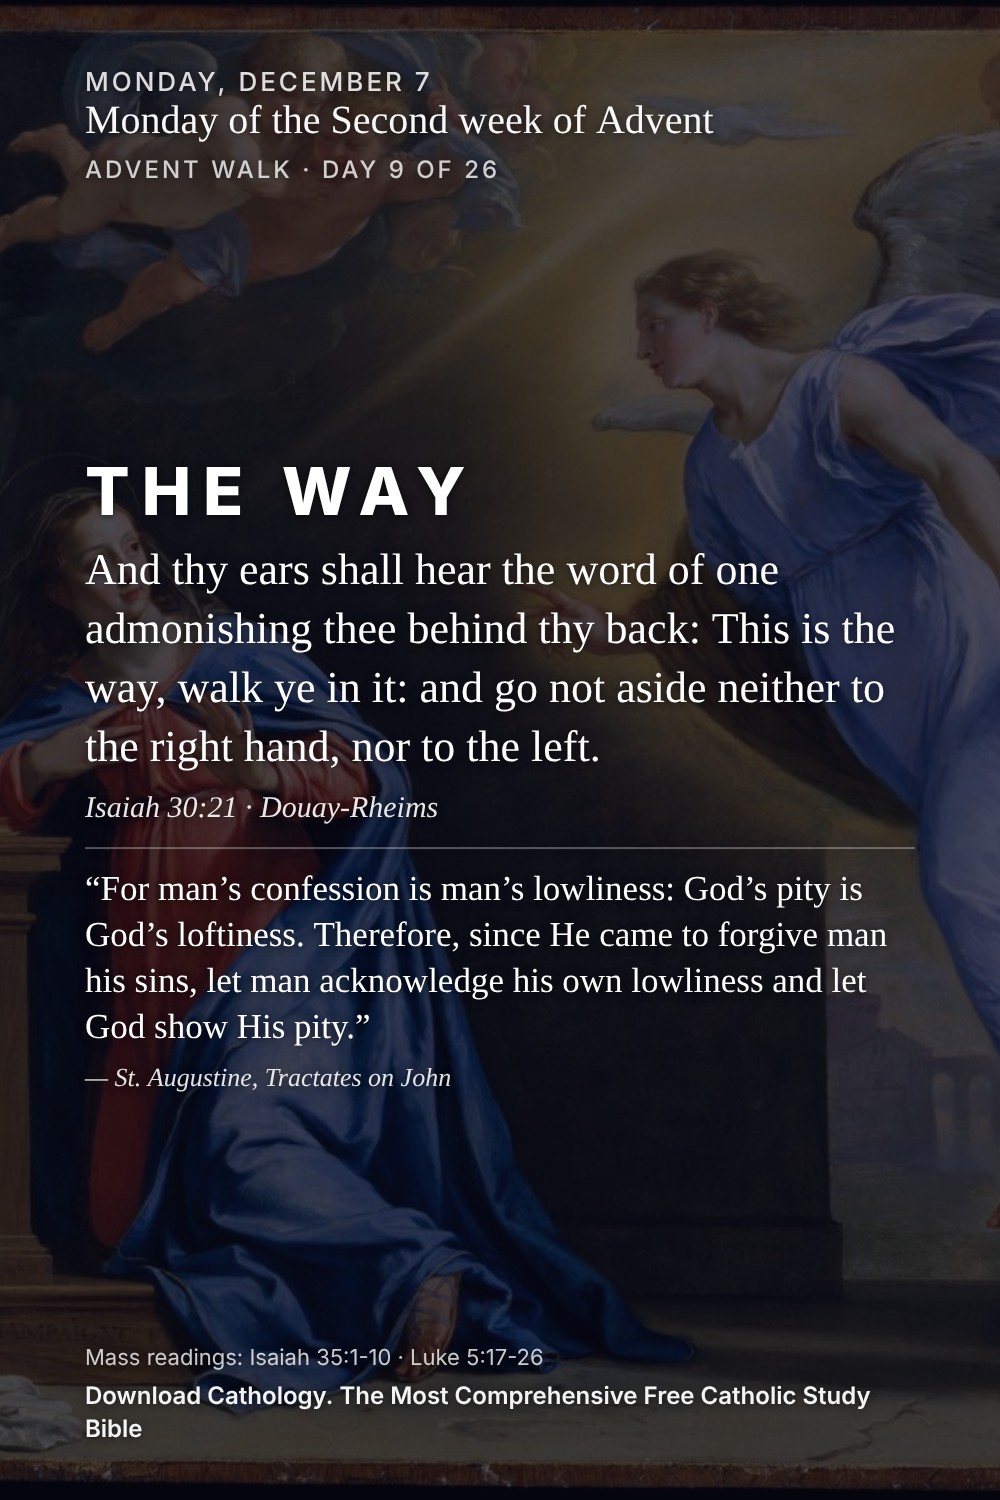 MONDAY, DECEMBER 7
Monday of the Second week of Advent
ADVENT WALK · DAY 9 OF 26
THE WAY
And thy ears shall hear the word of one
admonishing thee behind thy back: This is the
way, walk ye in it: and go not aside neither to
the right hand, nor to the left.
Isaiah 30:21 · Douay-Rheims
“For man’s confession is man’s lowliness: God’s pity is
God’s loftiness. Therefore, since He came to forgive man
his sins, let man acknowledge his own lowliness and let
God show His pity.”
— St. Augustine, Tractates on John
Mass readings: Isaiah 35:1-10 · Luke 5:17-26
Download Cathology. The Most Comprehensive Free Catholic Study
Bible